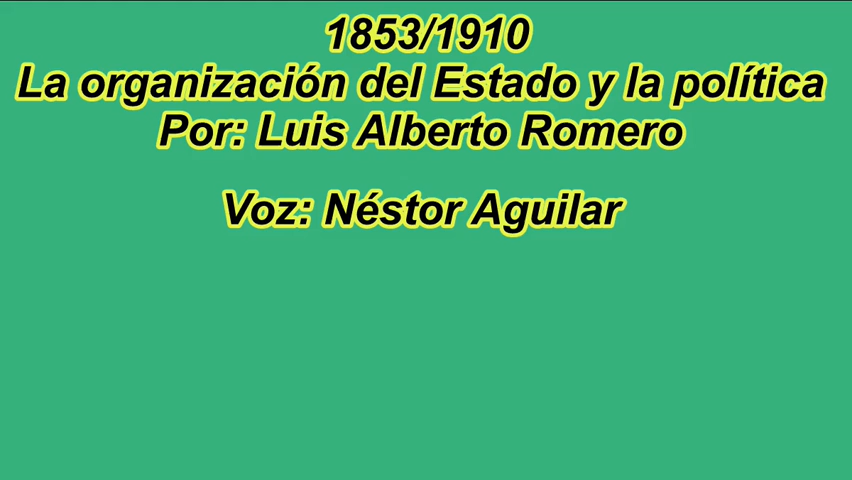 1853/1910
La organización del Estado y la política
Por: Luis Alberto Romero
Voz: Néstor Aguilar